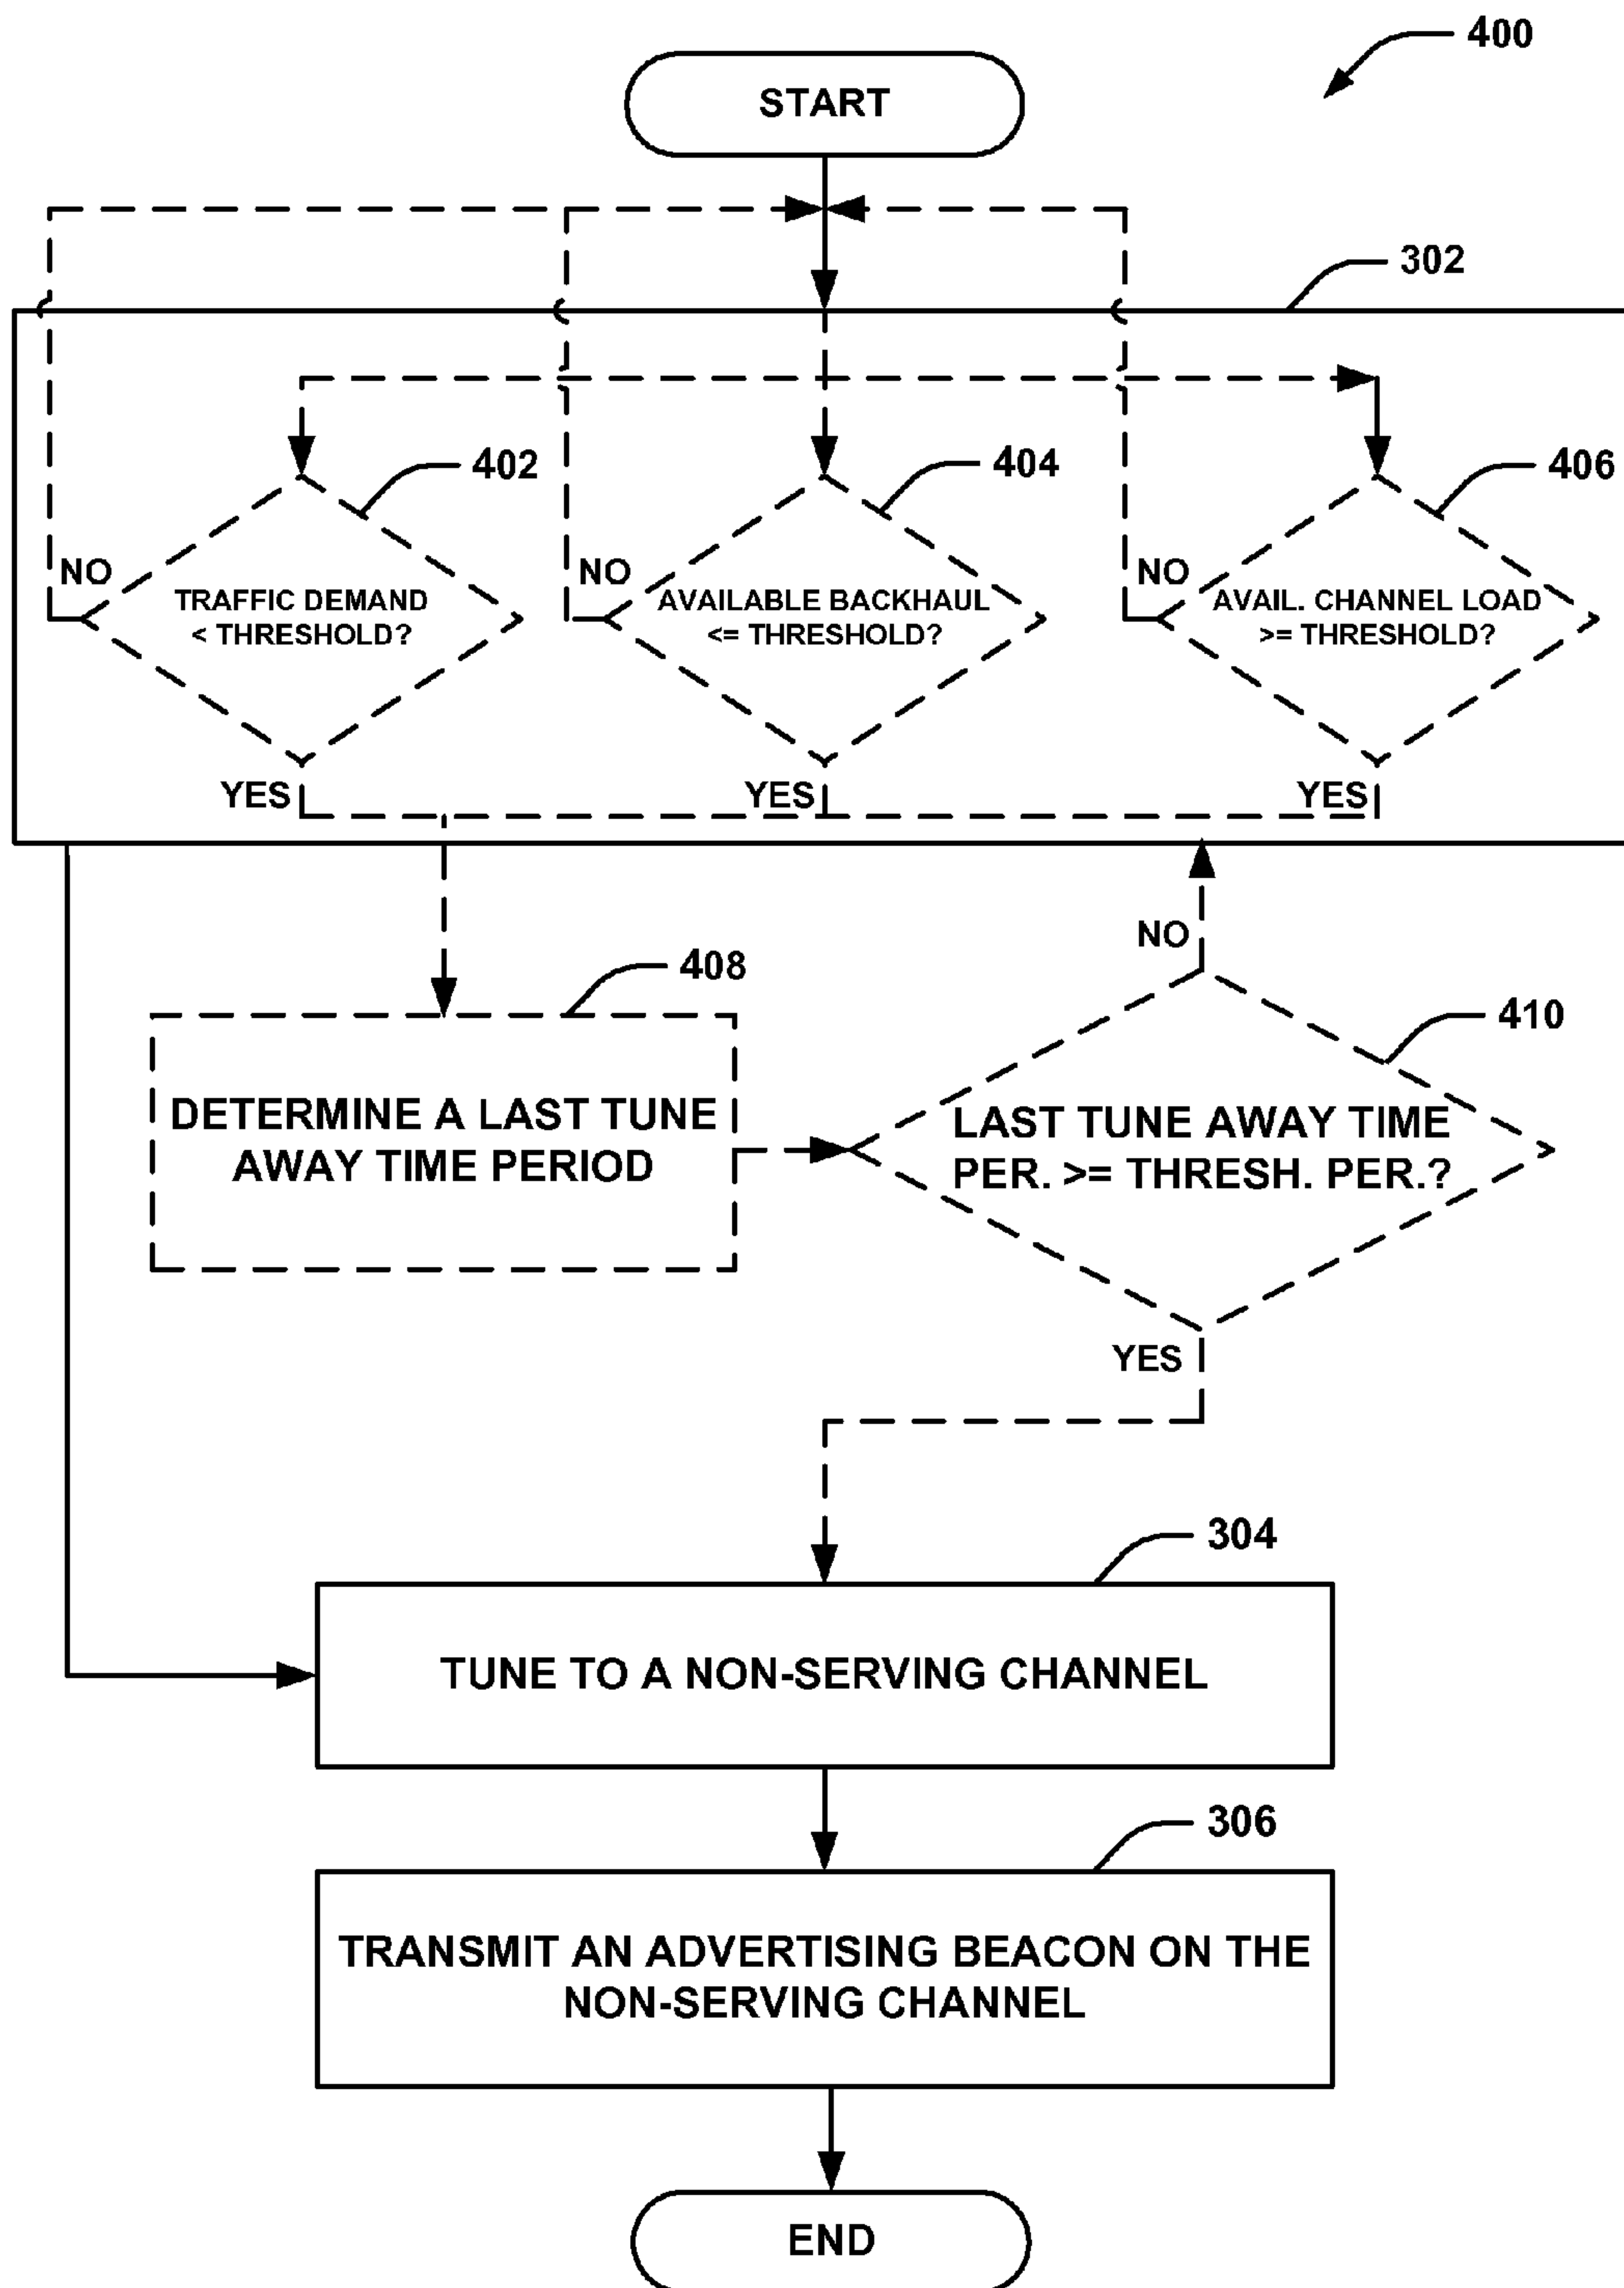 400
START
302
402
404
406
NO
TRAFFIC DEMAND
< THRESHOLD?
NO
AVAILABLE BACKHAUL
<= THRESHOLD?
NO
AVAIL. CHANNEL LOAD
>= THRESHOLD?
YES
YES
YES
NO
408
410
DETERMINE A LAST TUNE
AWAY TIME PERIOD
LAST TUNE AWAY TIME
PER. >= THRESH. PER.?
YES
304
TUNE TO A NON-SERVING CHANNEL
306
TRANSMIT AN ADVERTISING BEACON ON THE
NON-SERVING CHANNEL
END